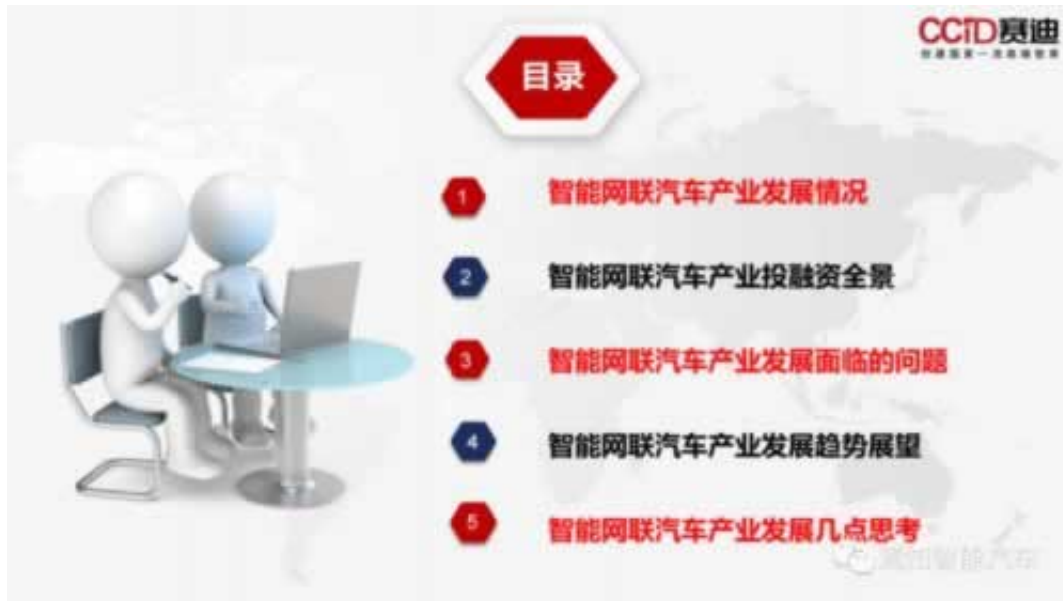 CCID赛迪
目录
1 智能网联汽车产业发展情况
2 智能网联汽车产业投融资全景
3 智能网联汽车产业发展面临的问题
4 智能网联汽车产业发展趋势展望
5 智能网联汽车产业发展几点思考